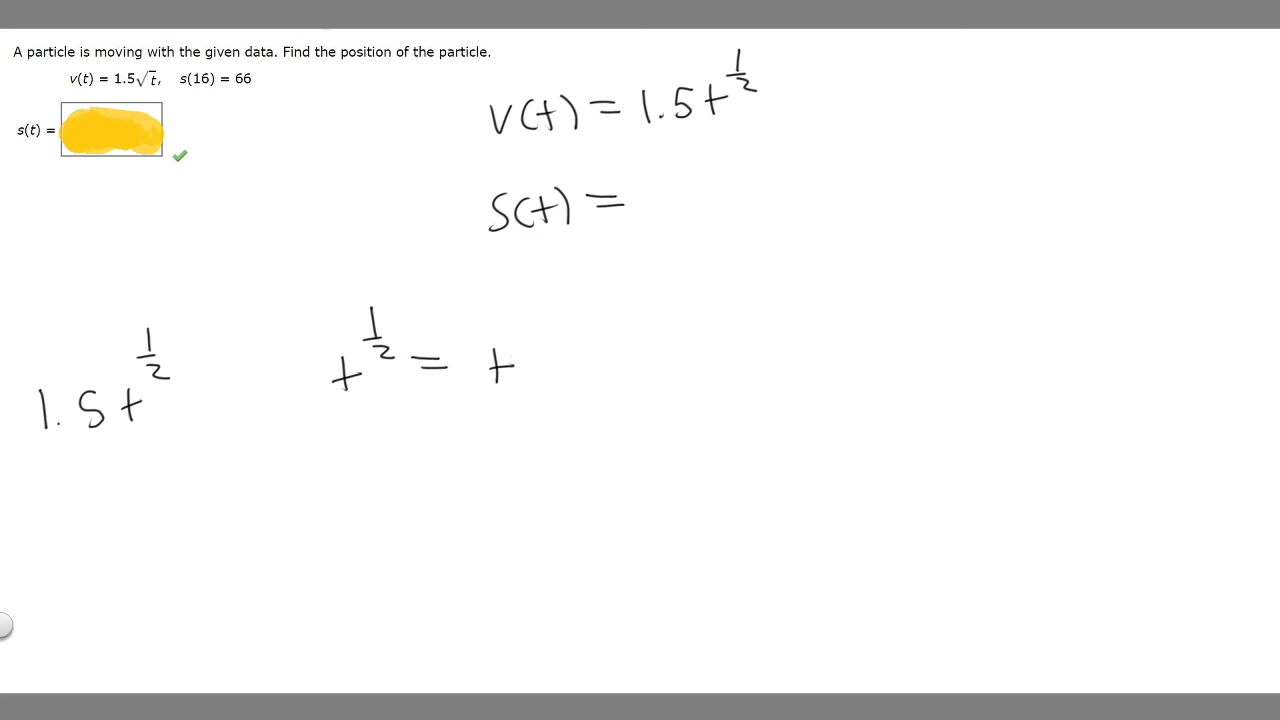 A particle is moving with the given data. Find the position of the particle.
v(t) = 1.5√t, s(16) = 66
s(t) =
v(t) = 1.5t^(1/2)
s(t) =
1.5t^(1/2)
t^(1/2) = t